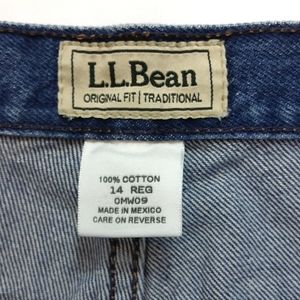 L.L.Bean
ORIGINAL FIT | TRADITIONAL
100% COTTON
14 REG
0MW09
MADE IN MEXICO
CARE ON REVERSE